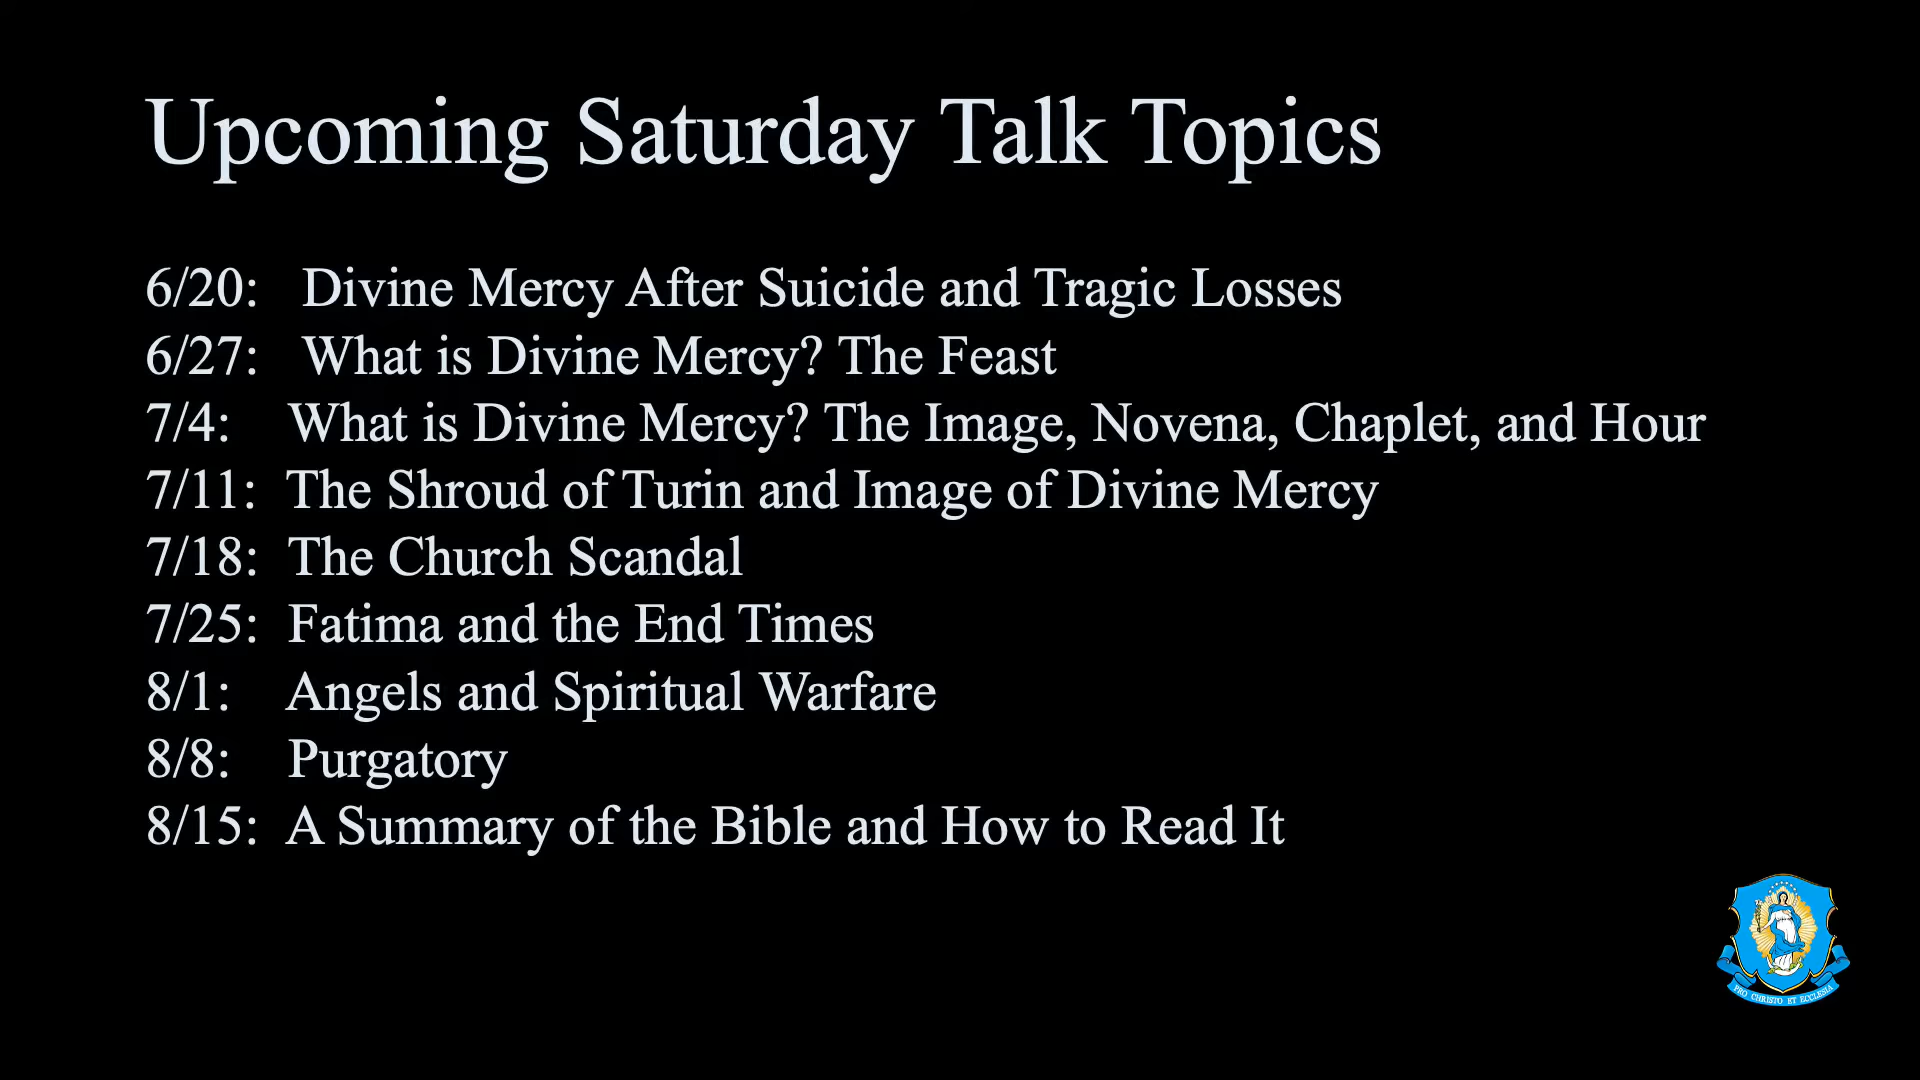 Upcoming Saturday Talk Topics
6/20: Divine Mercy After Suicide and Tragic Losses
6/27: What is Divine Mercy? The Feast
7/4: What is Divine Mercy? The Image, Novena, Chaplet, and Hour
7/11: The Shroud of Turin and Image of Divine Mercy
7/18: The Church Scandal
7/25: Fatima and the End Times
8/1: Angels and Spiritual Warfare
8/8: Purgatory
8/15: A Summary of the Bible and How to Read It
PRO CHRISTO ET ECCLESIA